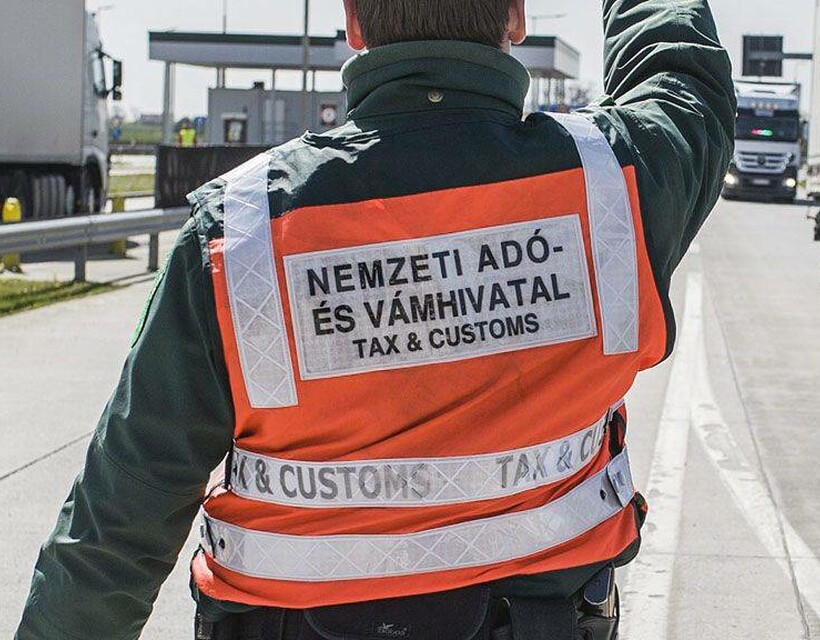 NEMZETI ADÓ-
ÉS VÁMHIVATAL
TAX & CUSTOMS
& CUSTOMS TAX &